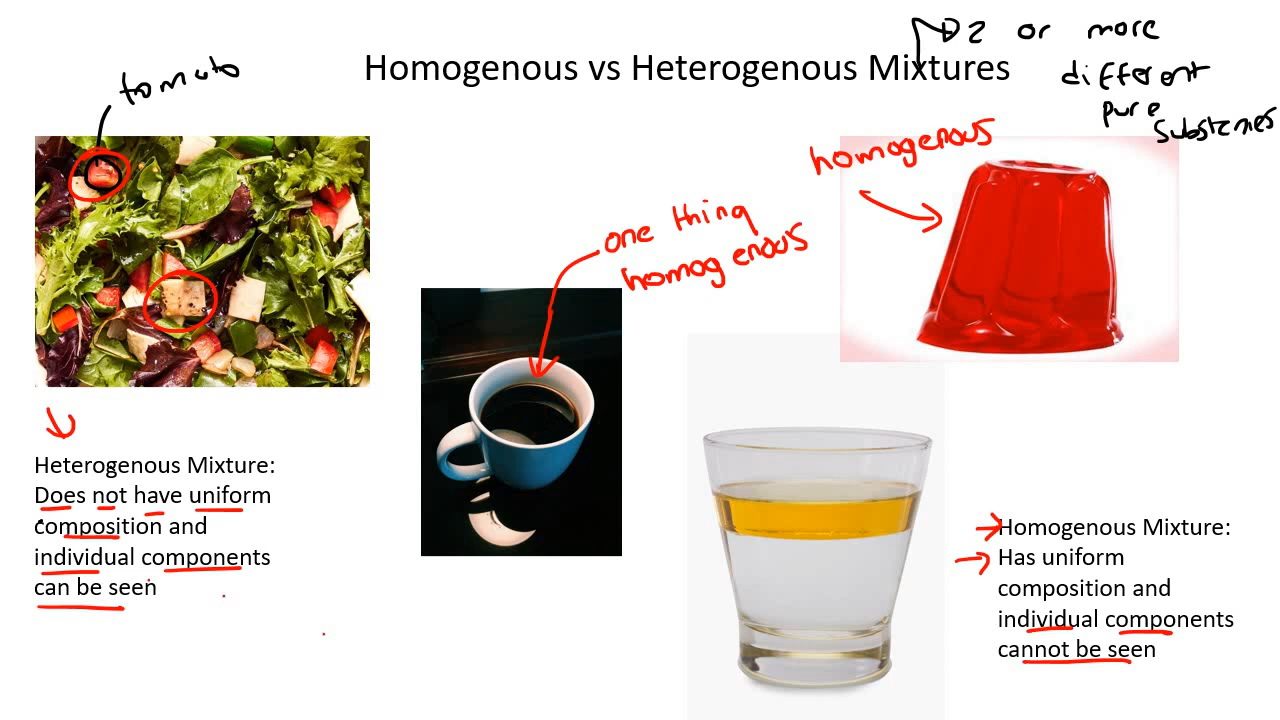 Homogenous vs Heterogenous Mixtures
2 or more
different
pure
substances
tomato
homogenous
one thing
homogenous
Heterogenous Mixture:
Does not have uniform
composition and
individual components
can be seen
Homogenous Mixture:
Has uniform
composition and
individual components
cannot be seen